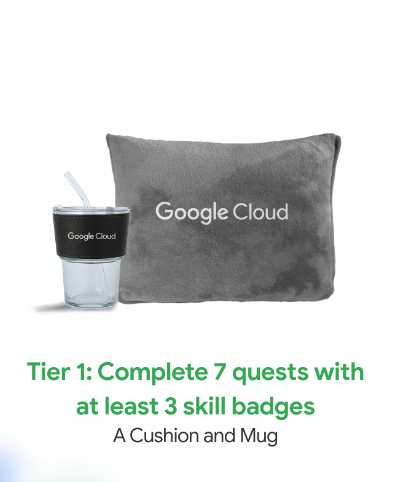 Google Cloud
Google Cloud
Tier 1: Complete 7 quests with
at least 3 skill badges
A Cushion and Mug